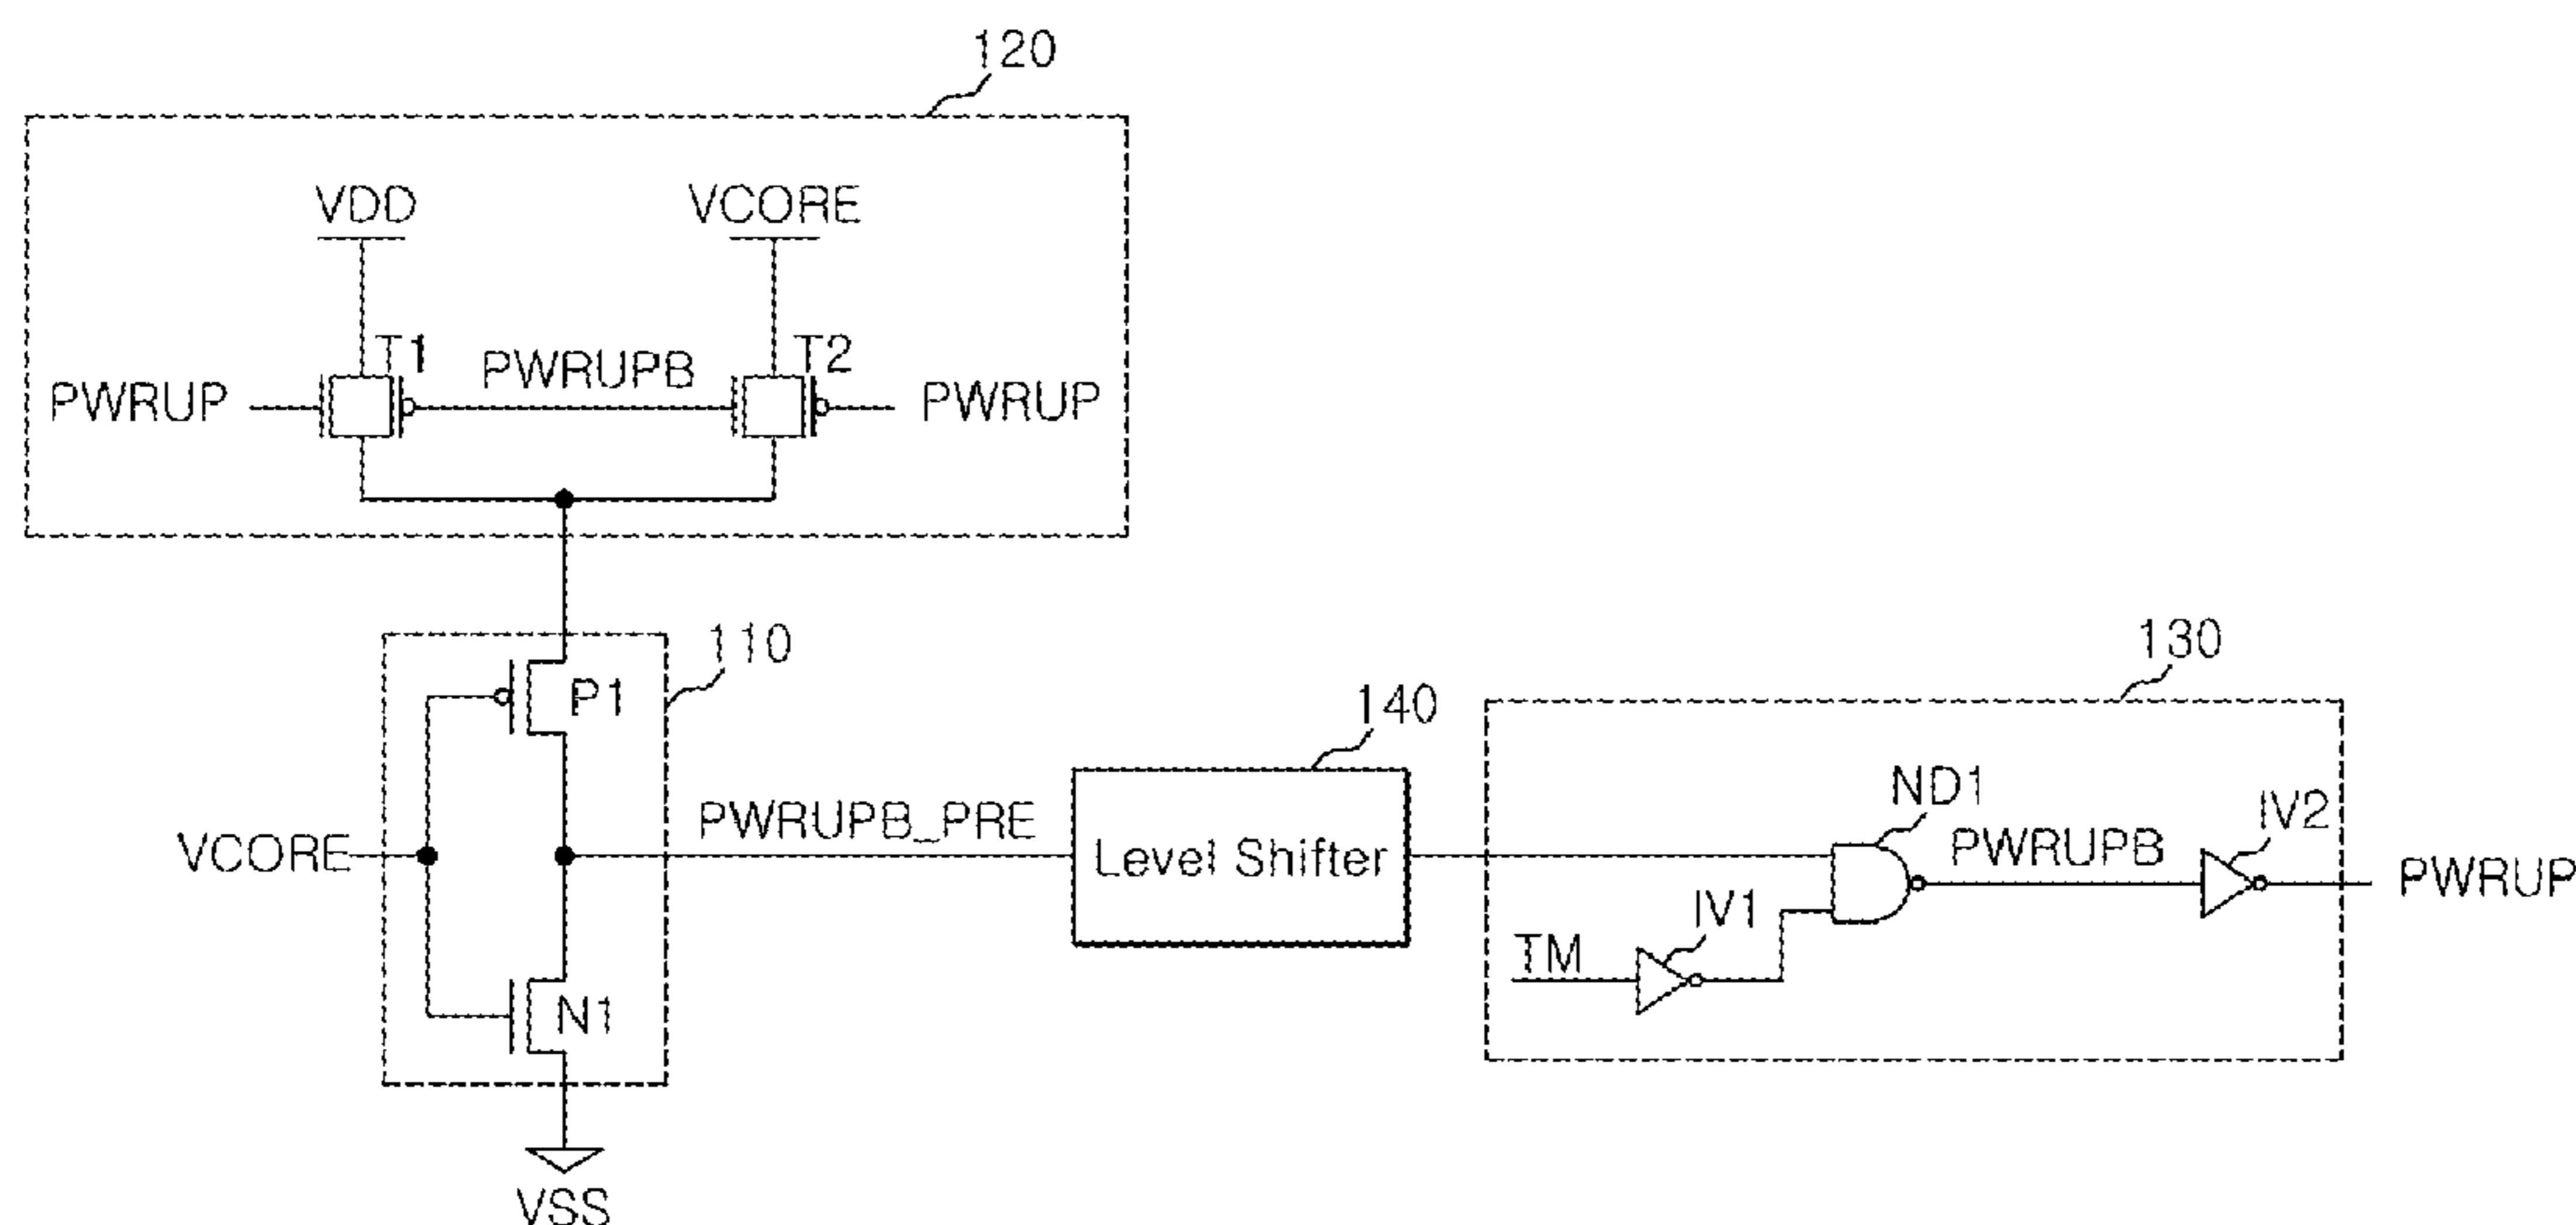 120
VDD
VCORE
T1
T2
PWRUP
PWRUPB
PWRUP
110
P1
VCORE
N1
VSS
PWRUPB_PRE
140
Level Shifter
130
ND1
PWRUPB
IV2
PWRUP
IV1
TM